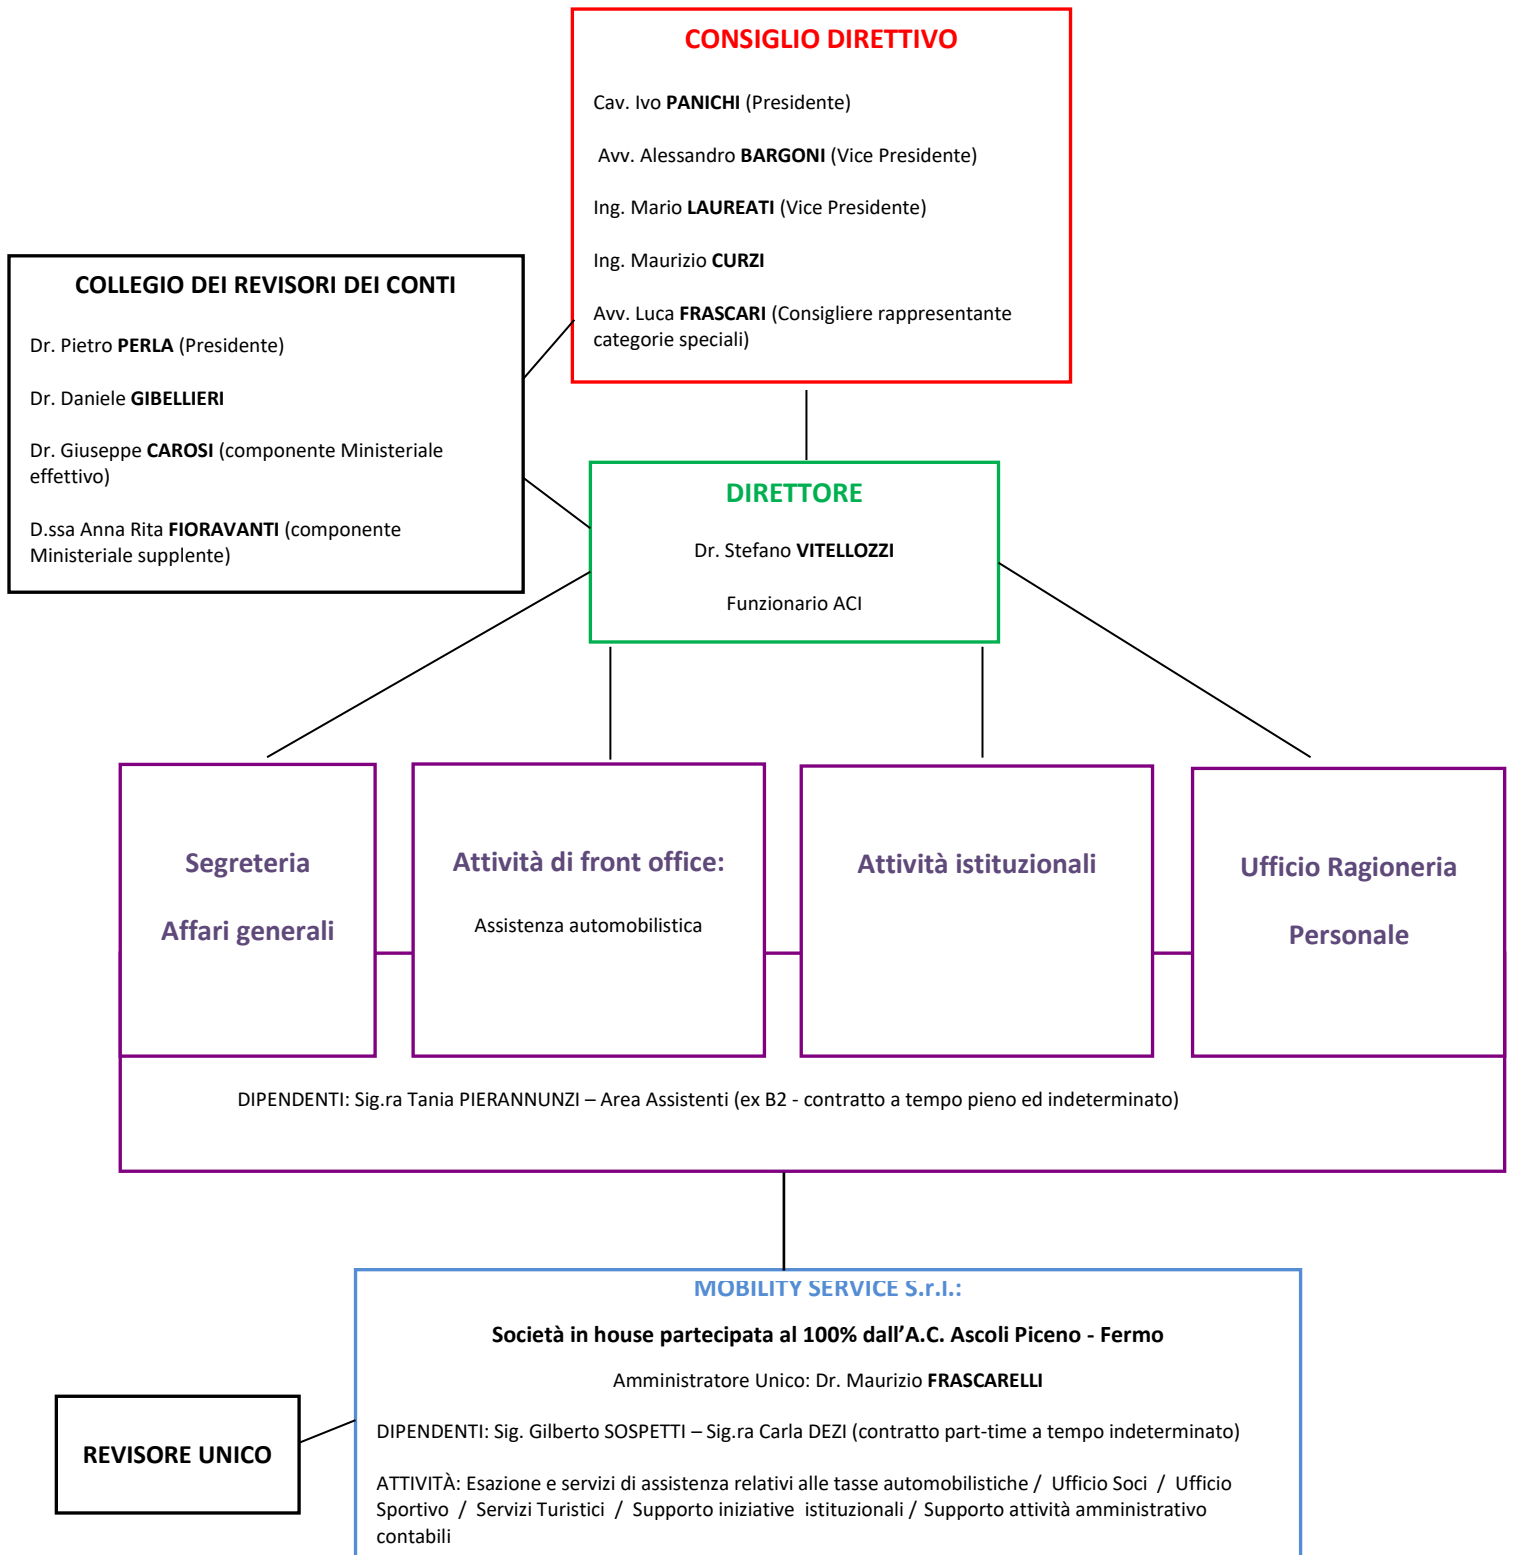 CONSIGLIO DIRETTIVO
Cav. Ivo PANICHI (Presidente)
Avv. Alessandro BARGONI (Vice Presidente)
Ing. Mario LAUREATI (Vice Presidente)
Ing. Maurizio CURZI
Avv. Luca FRASCARI (Consigliere rappresentante
categorie speciali)
COLLEGIO DEI REVISORI DEI CONTI
Dr. Pietro PERLA (Presidente)
Dr. Daniele GIBELLIERI
Dr. Giuseppe CAROSI (componente Ministeriale
effettivo)
D.ssa Anna Rita FIORAVANTI (componente
Ministeriale supplente)
DIRETTORE
Dr. Stefano VITELLOZZI
Funzionario ACI
Segreteria
Affari generali
Attività di front office:
Assistenza automobilistica
Attività istituzionali
Ufficio Ragioneria
Personale
DIPENDENTI: Sig.ra Tania PIERANNUNZI – Area Assistenti (ex B2 - contratto a tempo pieno ed indeterminato)
MOBILITY SERVICE S.r.l.:
Società in house partecipata al 100% dall’A.C. Ascoli Piceno - Fermo
Amministratore Unico: Dr. Maurizio FRASCARELLI
DIPENDENTI: Sig. Gilberto SOSPETTI – Sig.ra Carla DEZI (contratto part-time a tempo indeterminato)
ATTIVITÀ: Esazione e servizi di assistenza relativi alle tasse automobilistiche / Ufficio Soci / Ufficio
Sportivo / Servizi Turistici / Supporto iniziative istituzionali / Supporto attività amministrativo
contabili
REVISORE UNICO